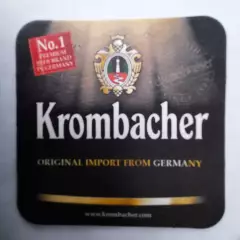 No.1
PREMIUM
BEER BRAND
IN GERMANY
Krombacher
ORIGINAL IMPORT FROM GERMANY
www.krombacher.com